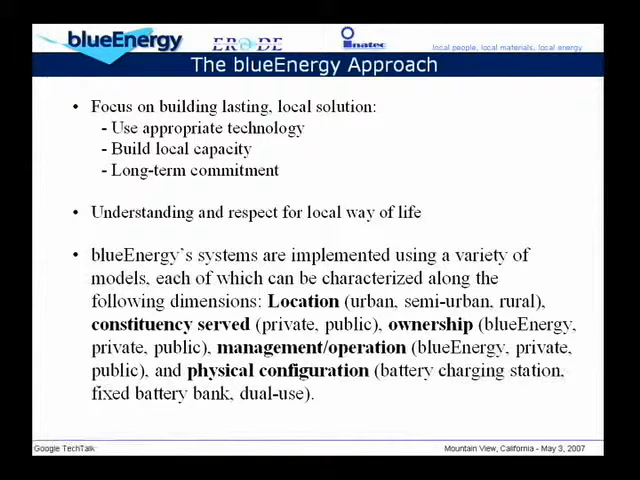 blueEnergy
inatec
local people, local materials, local energy
The blueEnergy Approach
• Focus on building lasting, local solution:
- Use appropriate technology
- Build local capacity
- Long-term commitment
• Understanding and respect for local way of life
• blueEnergy's systems are implemented using a variety of
models, each of which can be characterized along the
following dimensions: Location (urban, semi-urban, rural),
constituency served (private, public), ownership (blueEnergy,
private, public), management/operation (blueEnergy, private,
public), and physical configuration (battery charging station,
fixed battery bank, dual-use).
Google TechTalk
Mountain View, California - May 3, 2007